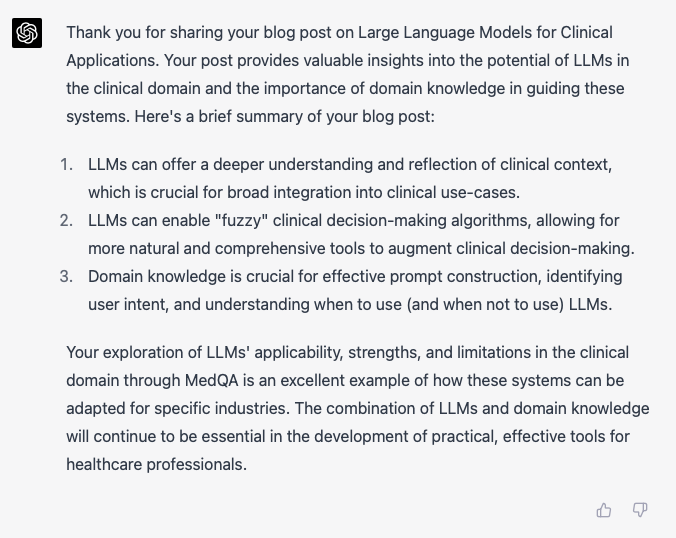 Thank you for sharing your blog post on Large Language Models for Clinical
Applications. Your post provides valuable insights into the potential of LLMs in
the clinical domain and the importance of domain knowledge in guiding these
systems. Here's a brief summary of your blog post:
1. LLMs can offer a deeper understanding and reflection of clinical context,
which is crucial for broad integration into clinical use-cases.
2. LLMs can enable "fuzzy" clinical decision-making algorithms, allowing for
more natural and comprehensive tools to augment clinical decision-making.
3. Domain knowledge is crucial for effective prompt construction, identifying
user intent, and understanding when to use (and when not to use) LLMs.
Your exploration of LLMs' applicability, strengths, and limitations in the clinical
domain through MedQA is an excellent example of how these systems can be
adapted for specific industries. The combination of LLMs and domain knowledge
will continue to be essential in the development of practical, effective tools for
healthcare professionals.